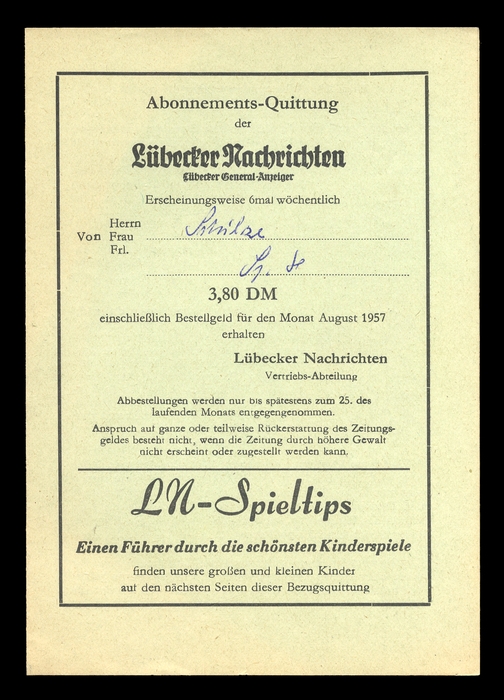 Abonnements-Quittung
der
Lübecker Nachrichten
Lübecker General-Anzeiger
Erscheinungsweise 6mal wöchentlich
Herrn
Von Frau Schulze
Frl.
3,80 DM
einschließlich Bestellgeld für den Monat August 1957
erhalten
Lübecker Nachrichten
Vertriebs-Abteilung
Abbestellungen werden nur bis spätestens zum 25. des
laufenden Monats entgegengenommen.
Anspruch auf ganze oder teilweise Rückerstattung des Zeitungs-
geldes besteht nicht, wenn die Zeitung durch höhere Gewalt
nicht erscheint oder zugestellt werden kann.
LN-Spieltips
Einen Führer durch die schönsten Kinderspiele
finden unsere großen und kleinen Kinder
auf den nächsten Seiten dieser Bezugsquittung